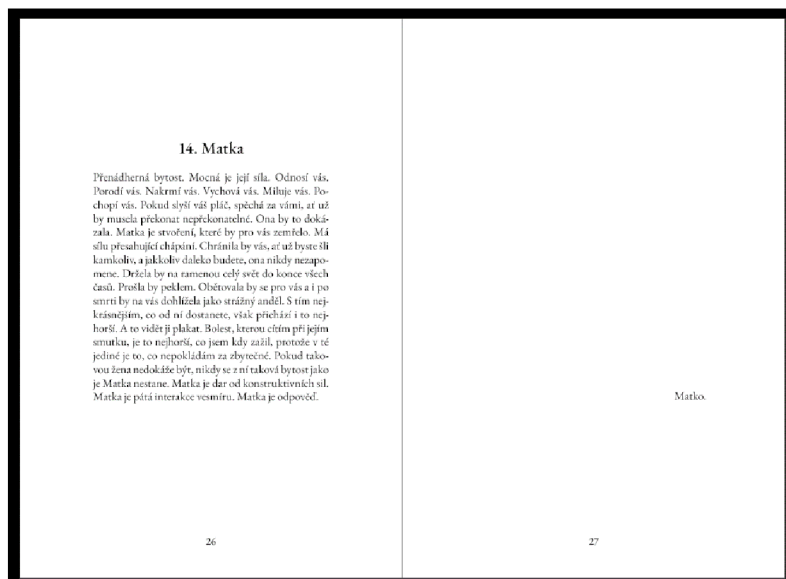 14. Matka
Přenádherná bytost. Mocná je její síla. Odnosí vás.
Porodí vás. Nakrmí vás. Vychová vás. Miluje vás. Po-
chopí vás. Pokud slyší váš pláč, spěchá za vámi, ať už
by musela překonat nepřekonatelné. Ona by to doká-
zala. Matka je stvoření, které by pro vás zemřelo. Má
sílu přesahující chápání. Chránila by vás, ať už byste šli
kamkoliv, a jakkoliv daleko budete, ona nikdy nezapo-
mene. Držela by na ramenou celý svět do konce všech
časů. Prošla by peklem. Obětovala by se pro vás a i po
smrti by na vás dohlížela jako strážný anděl. S tím nej-
krásnějším, co od ní dostanete, však přichází i to nej-
horší. A to vidět ji plakat. Bolest, kterou cítím při jejím
smutku, je to nejhorší, co jsem kdy zažil, protože v té
jediné je to, co nepokládám za zbytečné. Pokud tako-
vou žena nedokáže být, nikdy se z ní taková bytost jako
je Matka nestane. Matka je dar od konstruktivních sil.
Matka je pátá interakce vesmíru. Matka je odpověď.
26
Matko.
27